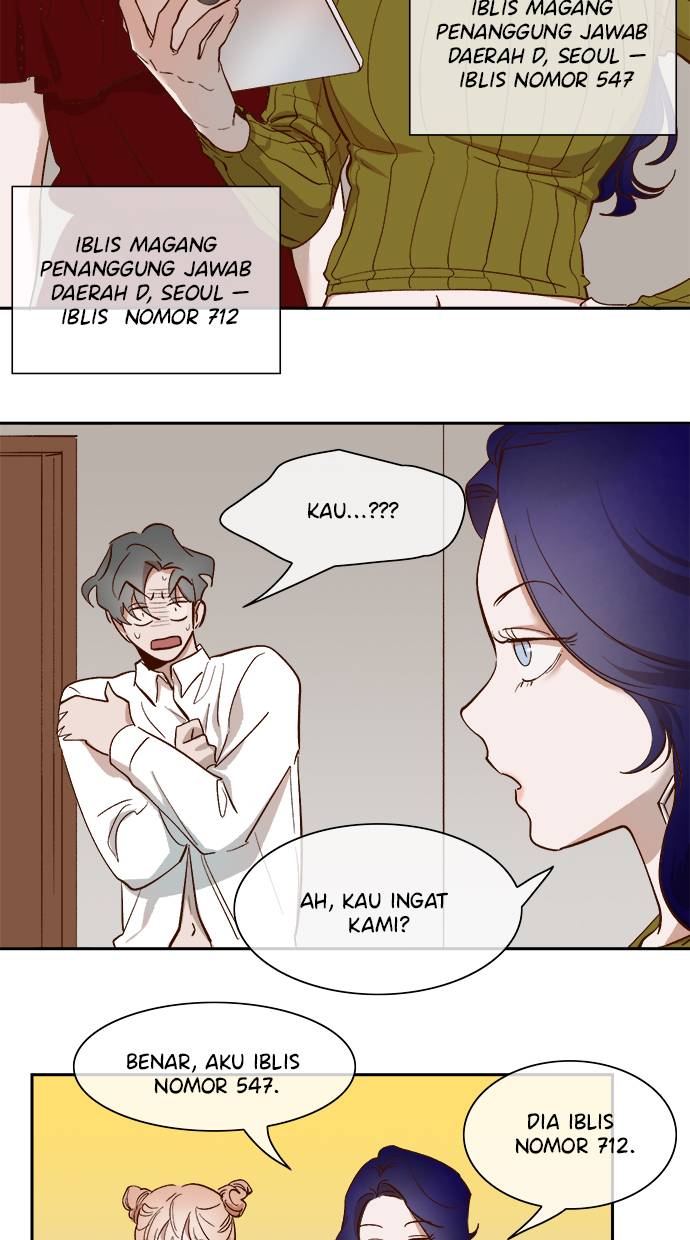 IBLIS MAGANG
PENANGGUNG JAWAB
DAERAH D, SEOUL —
IBLIS NOMOR 547
IBLIS MAGANG
PENANGGUNG JAWAB
DAERAH D, SEOUL —
IBLIS NOMOR 712
KAU...???
AH, KAU INGAT
KAMI?
BENAR, AKU IBLIS
NOMOR 547.
DIA IBLIS
NOMOR 712.